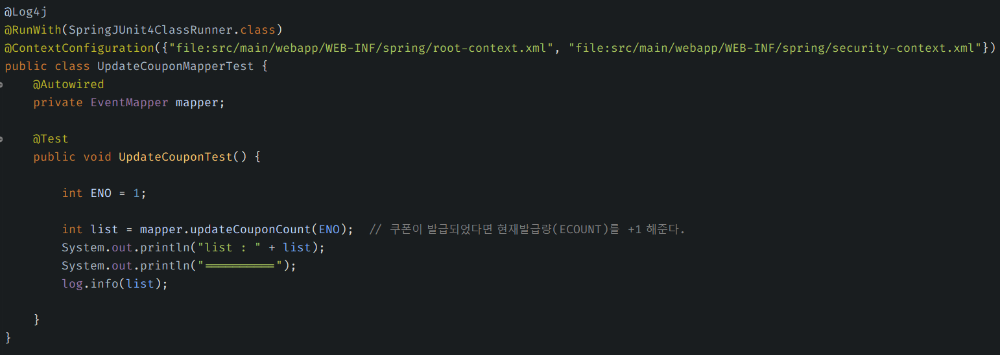 @Log4j
@RunWith(SpringJUnit4ClassRunner.class)
@ContextConfiguration({"file:src/main/webapp/WEB-INF/spring/root-context.xml", "file:src/main/webapp/WEB-INF/spring/security-context.xml"})
public class UpdateCouponMapperTest {
    @Autowired
    private EventMapper mapper;
    @Test
    public void UpdateCouponTest() {
        int ENO = 1;
        int list = mapper.updateCouponCount(ENO);  // 쿠폰이 발급되었다면 현재발급량(ECOUNT)를 +1 해준다.
        System.out.println("list : " + list);
        System.out.println("==========");
        log.info(list);
    }
}